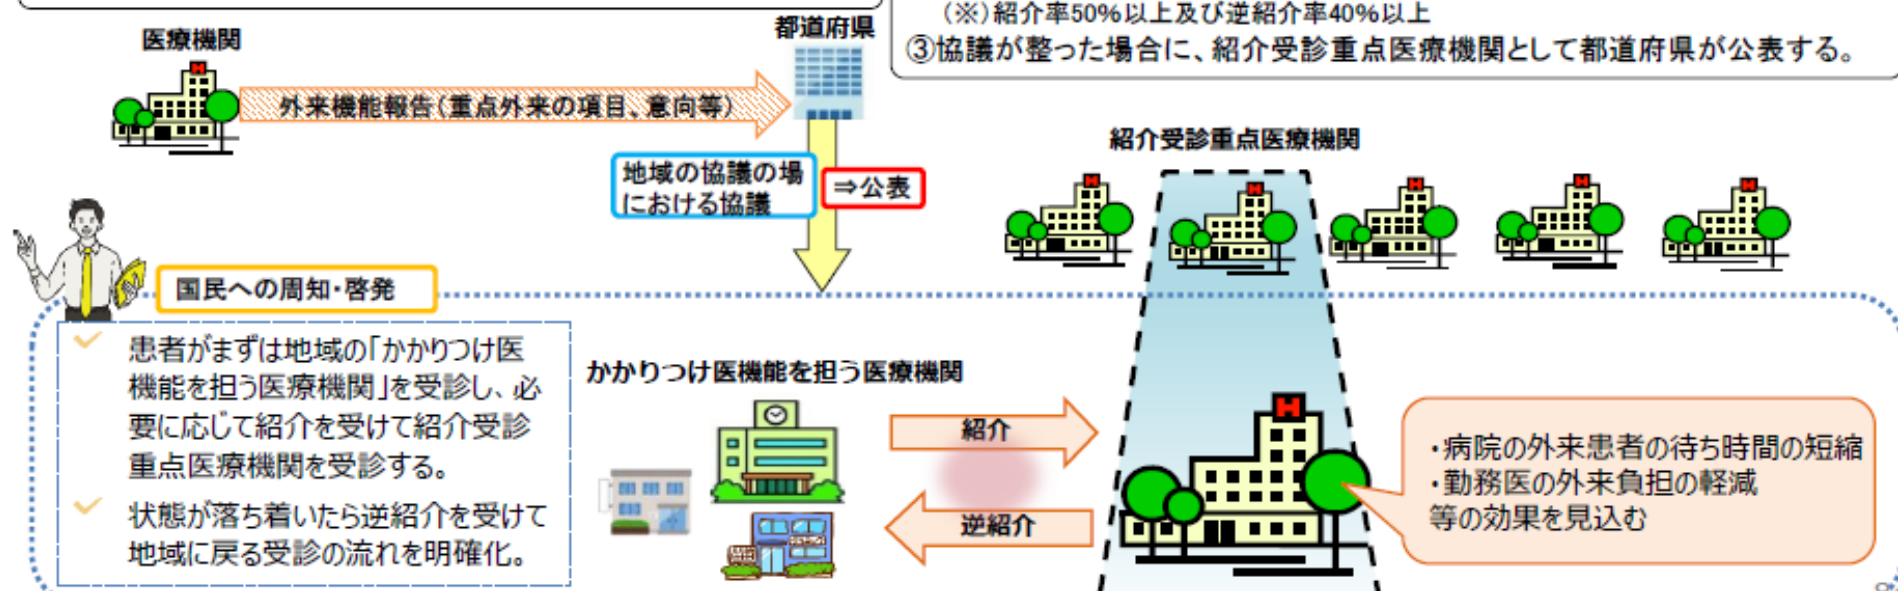 （※）紹介率50％以上及び逆紹介率40％以上
③協議が整った場合に、紹介受診重点医療機関として都道府県が公表する。
医療機関
都道府県
外来機能報告（重点外来の項目、意向等）
地域の協議の場
における協議
⇒公表
紹介受診重点医療機関
国民への周知・啓発
患者がまずは地域の「かかりつけ医
機能を担う医療機関」を受診し、必
要に応じて紹介を受けて紹介受診
重点医療機関を受診する。
状態が落ち着いたら逆紹介を受けて
地域に戻る受診の流れを明確化。
かかりつけ医機能を担う医療機関
紹介
逆紹介
・病院の外来患者の待ち時間の短縮
・勤務医の外来負担の軽減
等の効果を見込む